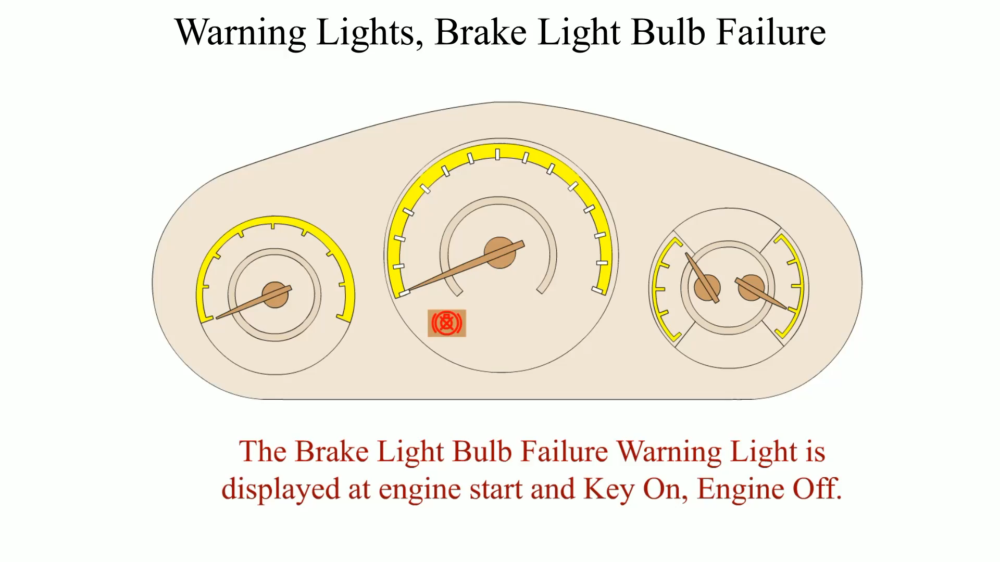 Warning Lights, Brake Light Bulb Failure
The Brake Light Bulb Failure Warning Light is
displayed at engine start and Key On, Engine Off.